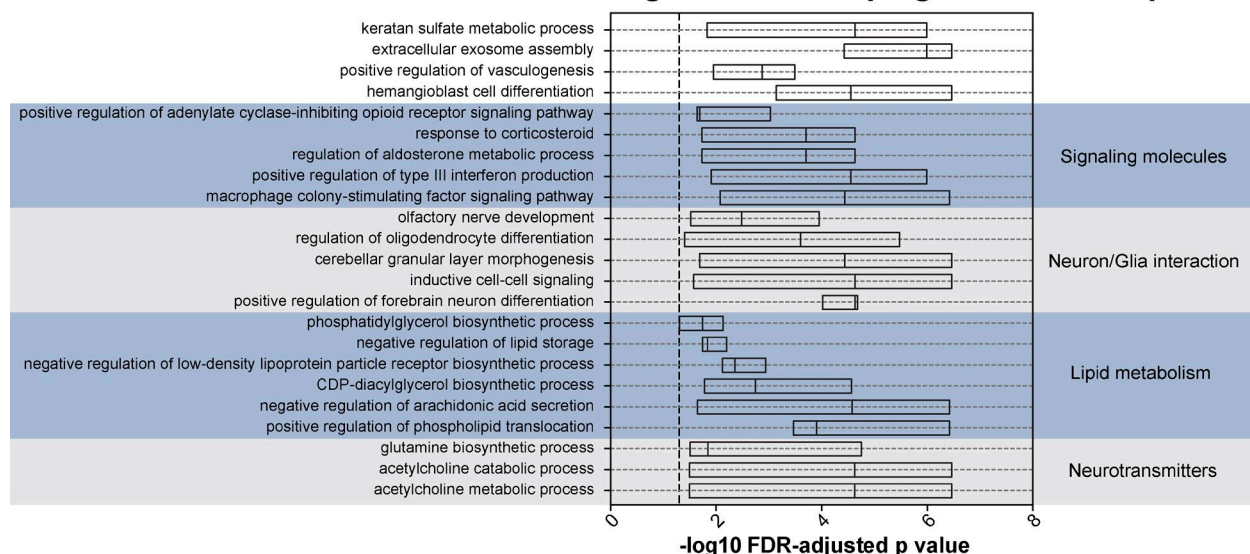 keratan sulfate metabolic process
extracellular exosome assembly
positive regulation of vasculogenesis
hemangioblast cell differentiation
positive regulation of adenylate cyclase-inhibiting opioid receptor signaling pathway
response to corticosteroid
regulation of aldosterone metabolic process
positive regulation of type III interferon production
macrophage colony-stimulating factor signaling pathway
Signaling molecules
olfactory nerve development
regulation of oligodendrocyte differentiation
cerebellar granular layer morphogenesis
inductive cell-cell signaling
positive regulation of forebrain neuron differentiation
Neuron/Glia interaction
phosphatidylglycerol biosynthetic process
negative regulation of lipid storage
negative regulation of low-density lipoprotein particle receptor biosynthetic process
CDP-diacylglycerol biosynthetic process
negative regulation of arachidonic acid secretion
positive regulation of phospholipid translocation
Lipid metabolism
glutamine biosynthetic process
acetylcholine catabolic process
acetylcholine metabolic process
Neurotransmitters
0 2 4 6 8
-log10 FDR-adjusted p value